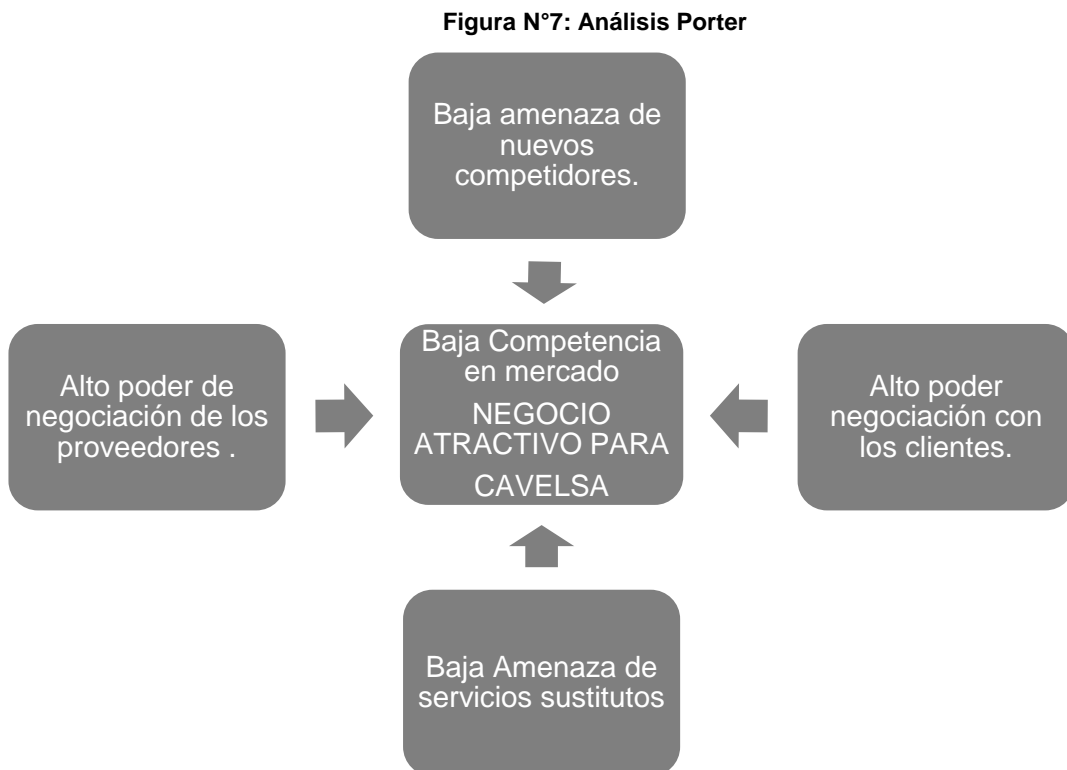 Figura N°7: Análisis Porter
Baja amenaza de
nuevos
competidores.
Alto poder de
negociación de los
proveedores .
Baja Competencia
en mercado
NEGOCIO
ATRACTIVO PARA
CAVELSA
Alto poder
negociación con
los clientes.
Baja Amenaza de
servicios sustitutos